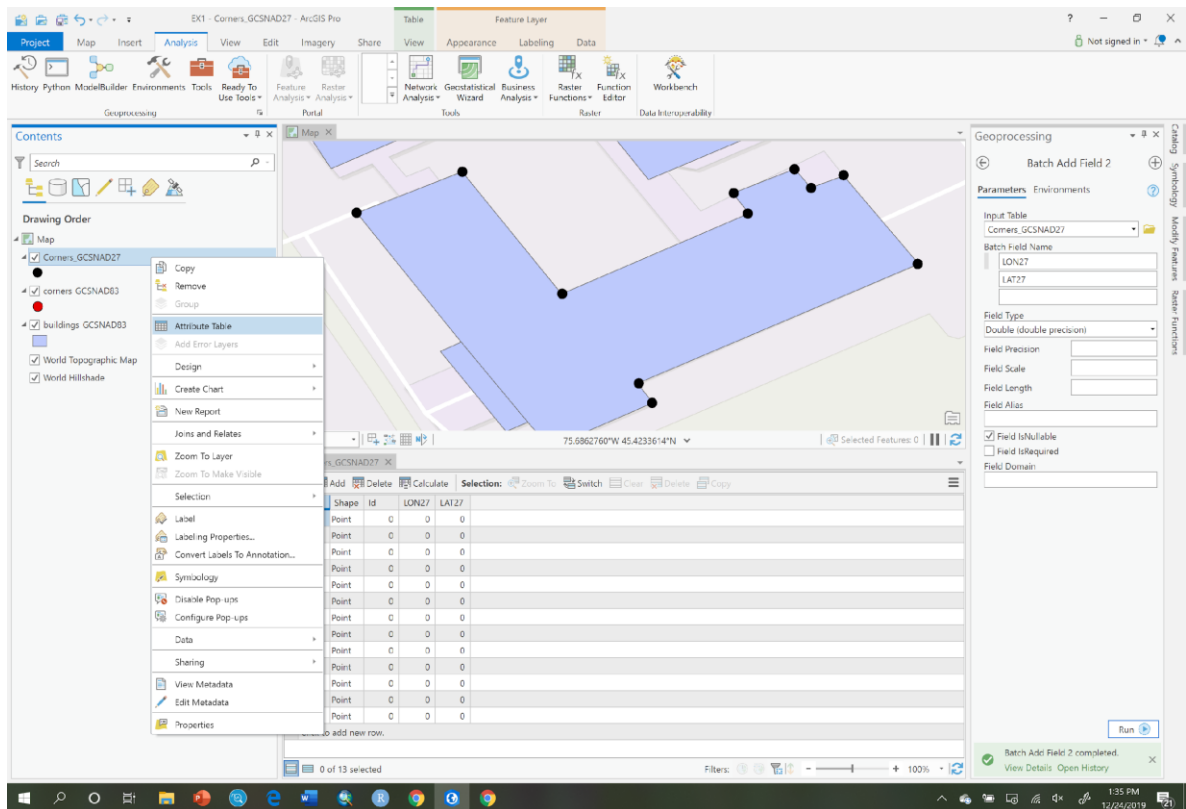 EX1 - Corners_GCSNAD27 - ArcGIS Pro
Table
Feature Layer
?
Project Map Insert Analysis View Edit Imagery Share View Appearance Labeling Data
Not signed in
History Python ModelBuilder Environments Tools Ready To Use Tools
Feature Analysis Raster Analysis
Network Analysis Geostatistical Wizard Business Analysis
Raster Functions Function Editor
Workbench
Geoprocessing Portal Tools Raster Data Interoperability
Contents
Search
Drawing Order
Map
Corners_GCSNAD27
corners GCSNAD83
buildings GCSNAD83
World Topographic Map
World Hillshade
Copy
Remove
Group
Attribute Table
Add Error Layers
Design
Create Chart
New Report
Joins and Relates
Zoom To Layer
Zoom To Make Visible
Selection
Label
Labeling Properties...
Convert Labels To Annotation...
Symbology
Disable Pop-ups
Configure Pop-ups
Data
Sharing
View Metadata
Edit Metadata
Properties
Map
75.6862760°W 45.4233614°N
Selected Features: 0
rs_GCSNAD27
Add Delete Calculate Selection: Zoom To Switch Clear Delete Copy
Shape Id LON27 LAT27
Point 0 0 0
Point 0 0 0
Point 0 0 0
Point 0 0 0
Point 0 0 0
Point 0 0 0
Point 0 0 0
Point 0 0 0
Point 0 0 0
Point 0 0 0
Point 0 0 0
Point 0 0 0
Point 0 0 0
to add new row.
0 of 13 selected
Filters:
100%
Geoprocessing
Batch Add Field 2
Parameters Environments
Input Table
Corners_GCSNAD27
Batch Field Name
LON27
LAT27
Field Type
Double (double precision)
Field Precision
Field Scale
Field Length
Field Alias
Field IsNullable
Field IsRequired
Field Domain
Run
Batch Add Field 2 completed.
View Details Open History
Catalog
Symbology
Modify Features
Raster Functions
1:35 PM
12/24/2019
21